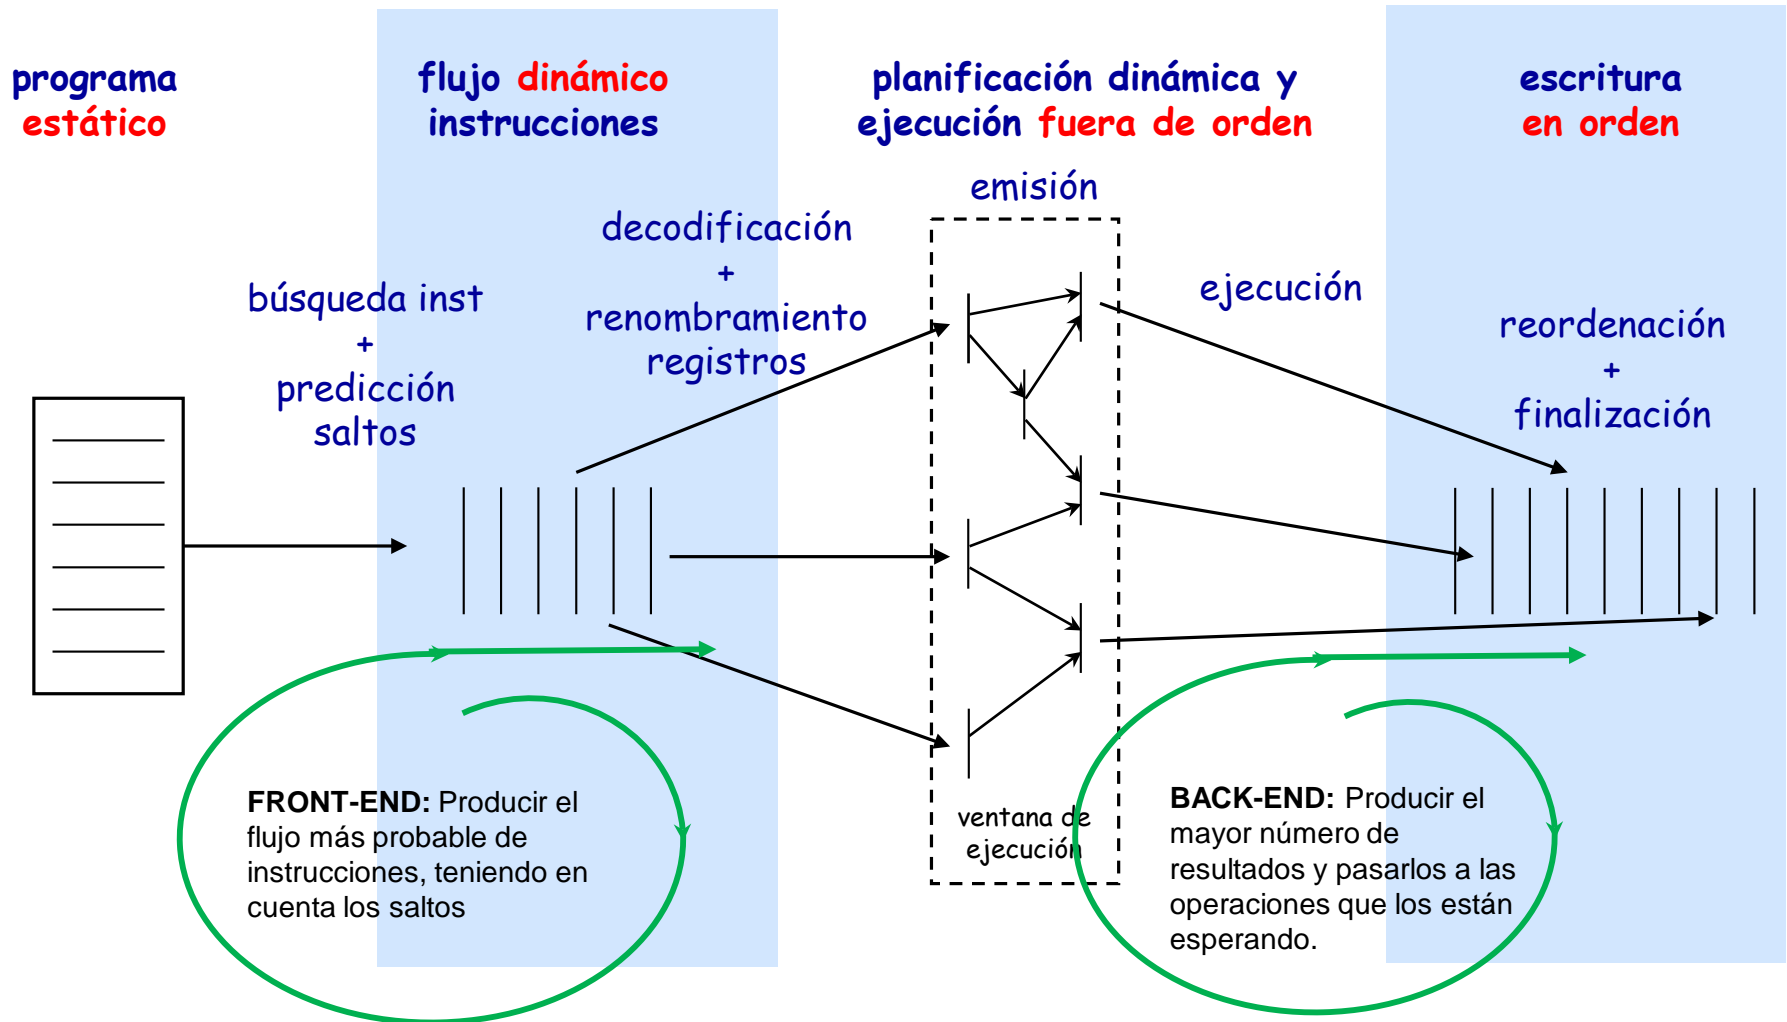 programa
estático
flujo dinámico
instrucciones
planificación dinámica y
ejecución fuera de orden
escritura
en orden
emisión
decodificación
+
renombramiento
registros
búsqueda inst
+
predicción
saltos
ejecución
reordenación
+
finalización
FRONT-END: Producir el
flujo más probable de
instrucciones, teniendo en
cuenta los saltos
ventana de
ejecución
BACK-END: Producir el
mayor número de
resultados y pasarlos a las
operaciones que los están
esperando.